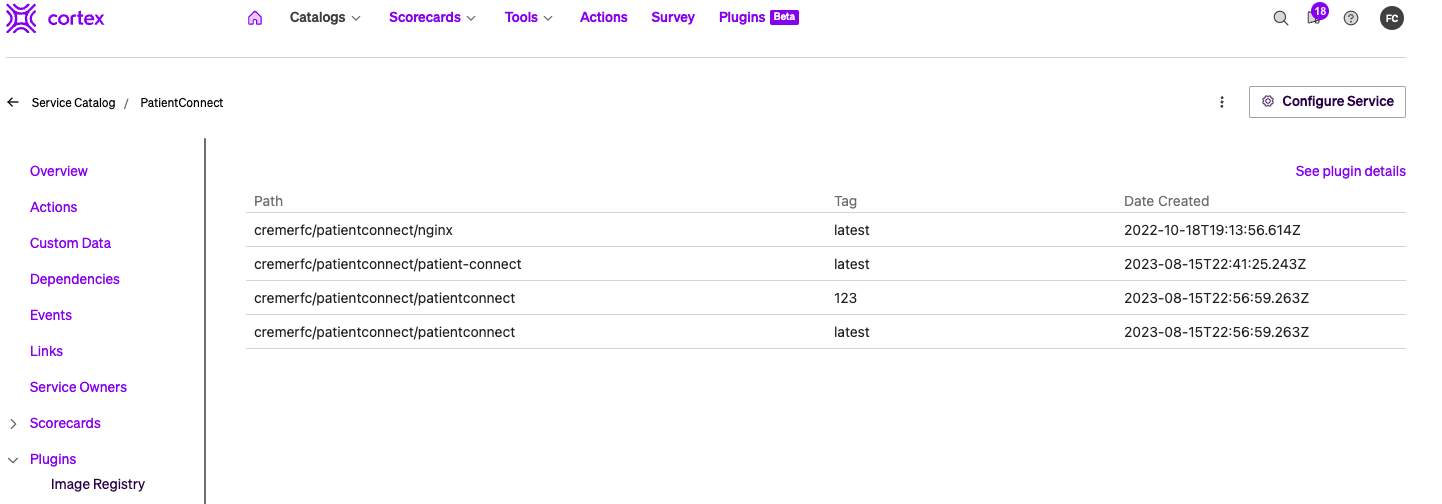 cortex Catalogs Scorecards Tools Actions Survey Plugins Beta 18 FC
Service Catalog / PatientConnect Configure Service
Overview
Actions
Custom Data
Dependencies
Events
Links
Service Owners
Scorecards
Plugins
Image Registry
See plugin details
Path Tag Date Created
cremerfc/patientconnect/nginx latest 2022-10-18T19:13:56.614Z
cremerfc/patientconnect/patient-connect latest 2023-08-15T22:41:25.243Z
cremerfc/patientconnect/patientconnect 123 2023-08-15T22:56:59.263Z
cremerfc/patientconnect/patientconnect latest 2023-08-15T22:56:59.263Z